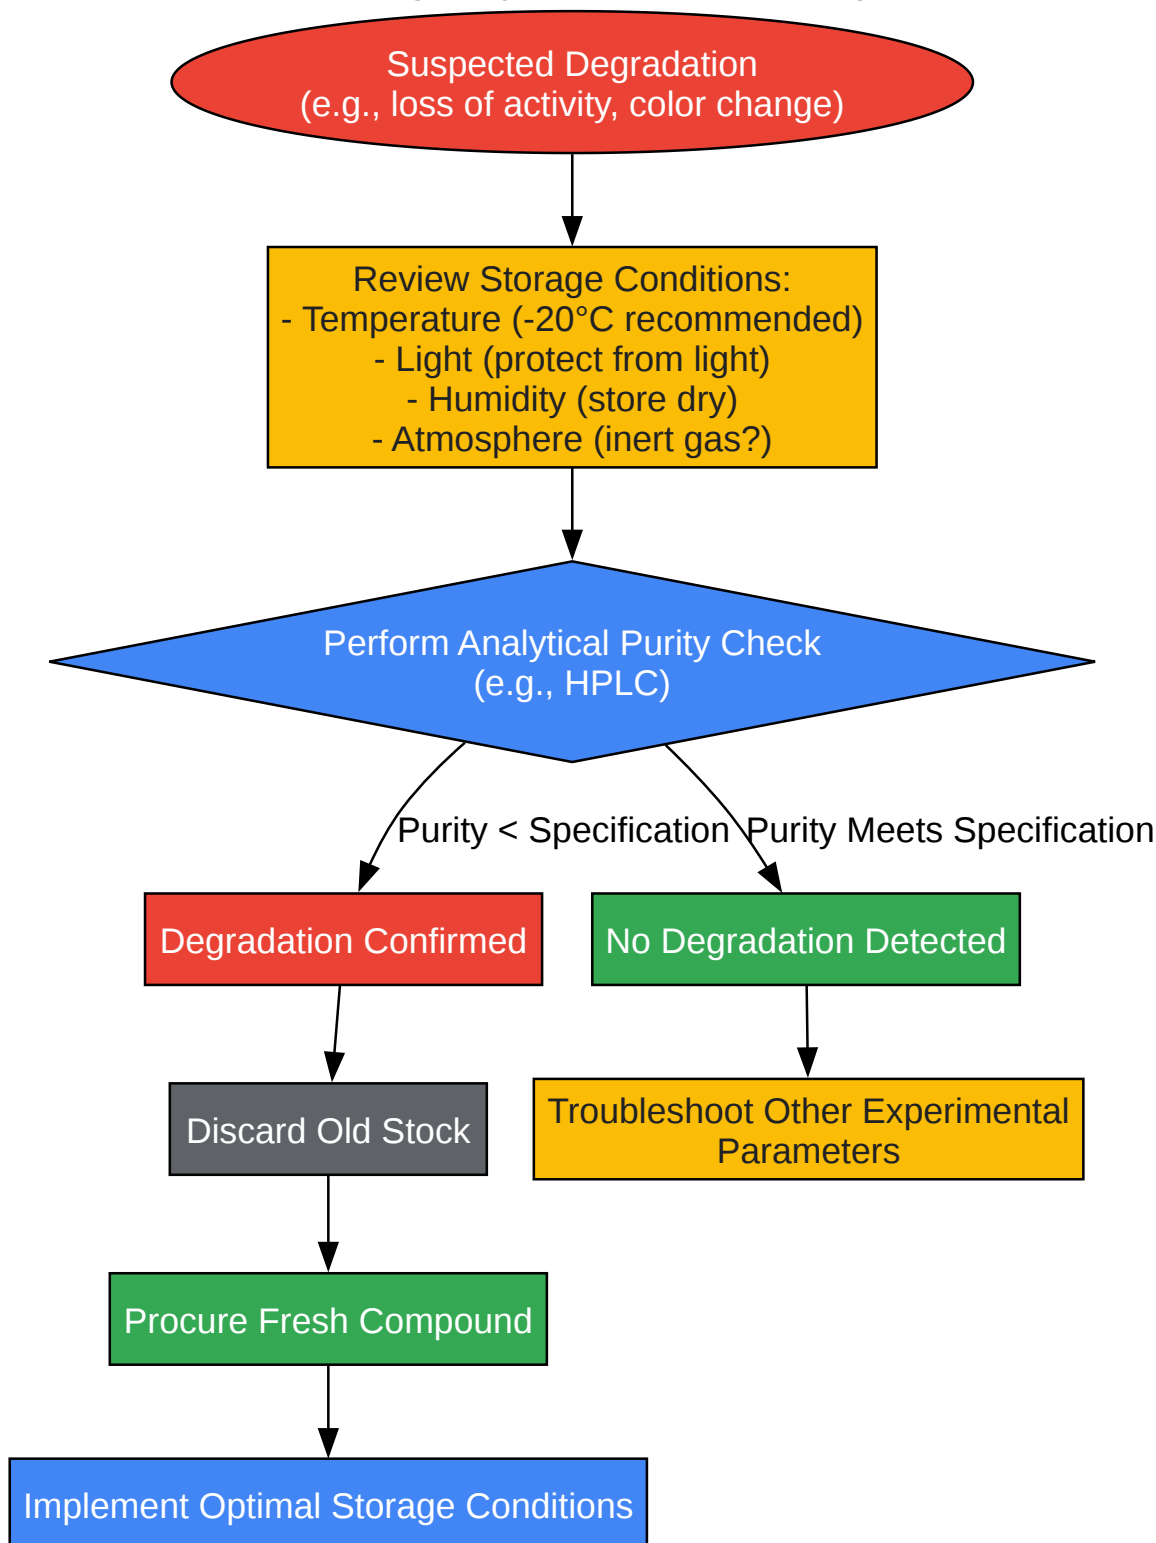 Suspected Degradation
(e.g., loss of activity, color change)
Review Storage Conditions:
- Temperature (-20°C recommended)
- Light (protect from light)
- Humidity (store dry)
- Atmosphere (inert gas?)
Perform Analytical Purity Check
(e.g., HPLC)
Purity < Specification
Purity Meets Specification
Degradation Confirmed
No Degradation Detected
Discard Old Stock
Troubleshoot Other Experimental
Parameters
Procure Fresh Compound
Implement Optimal Storage Conditions